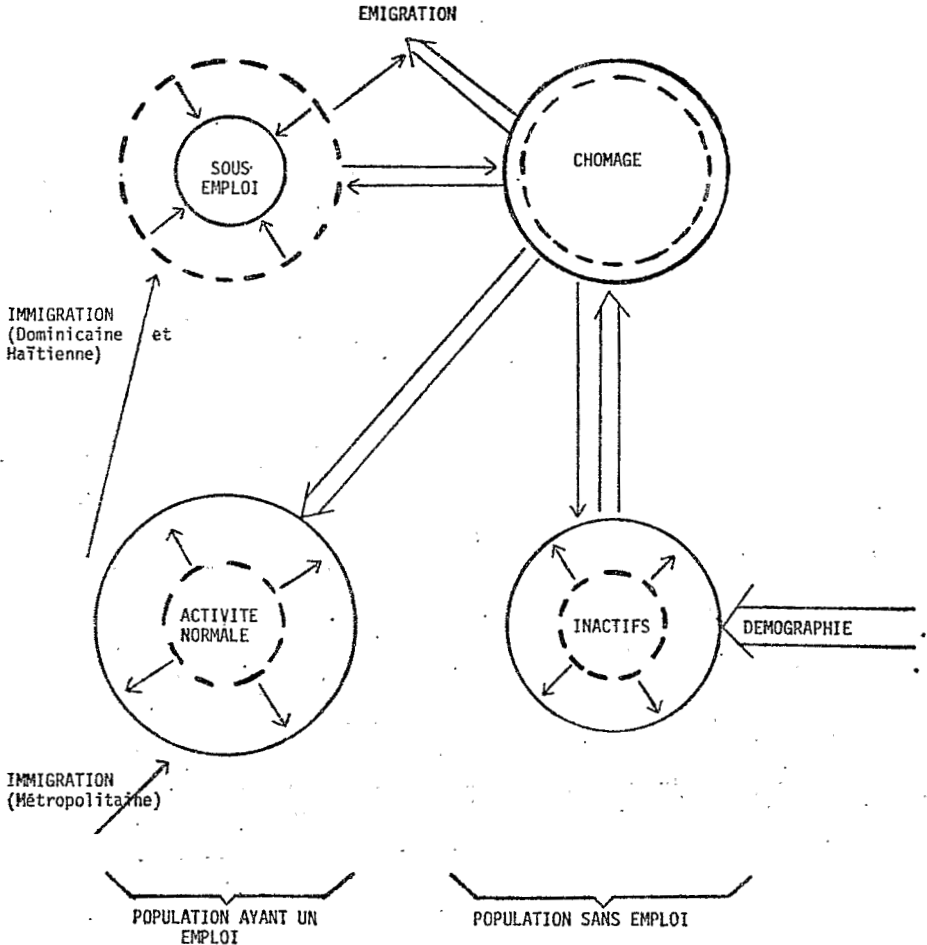 EMIGRATION
SOUS-
EMPLOI
CHOMAGE
IMMIGRATION
(Dominicaine et
Haïtienne)
ACTIVITE
NORMALE
INACTIFS
DEMOGRAPHIE
IMMIGRATION
(Métropolitaine)
POPULATION AYANT UN
EMPLOI
POPULATION SANS EMPLOI